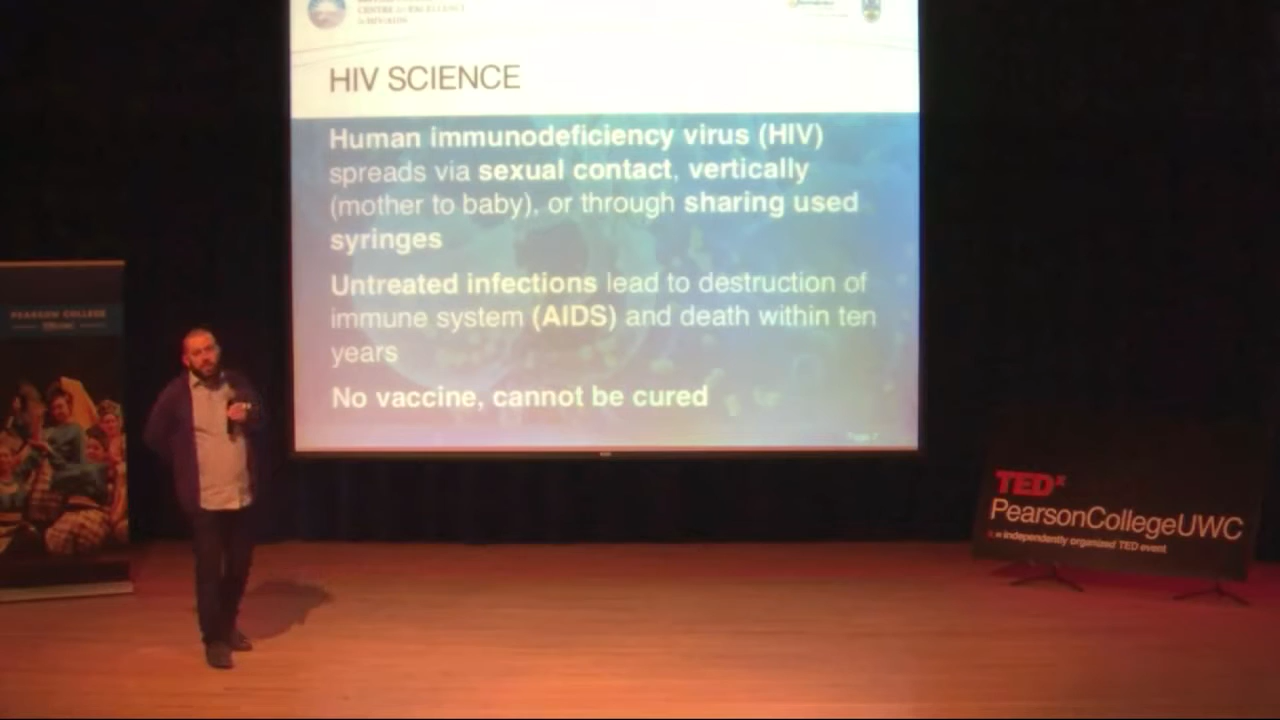 CENTRE for EXCELLENCE
in HIV/AIDS
HIV SCIENCE
Human immunodeficiency virus (HIV)
spreads via sexual contact, vertically
(mother to baby), or through sharing used
syringes
Untreated infections lead to destruction of
immune system (AIDS) and death within ten
years
No vaccine, cannot be cured
PEARSON COLLEGE
TEDx
PearsonCollegeUWC
x = independently organized TED event